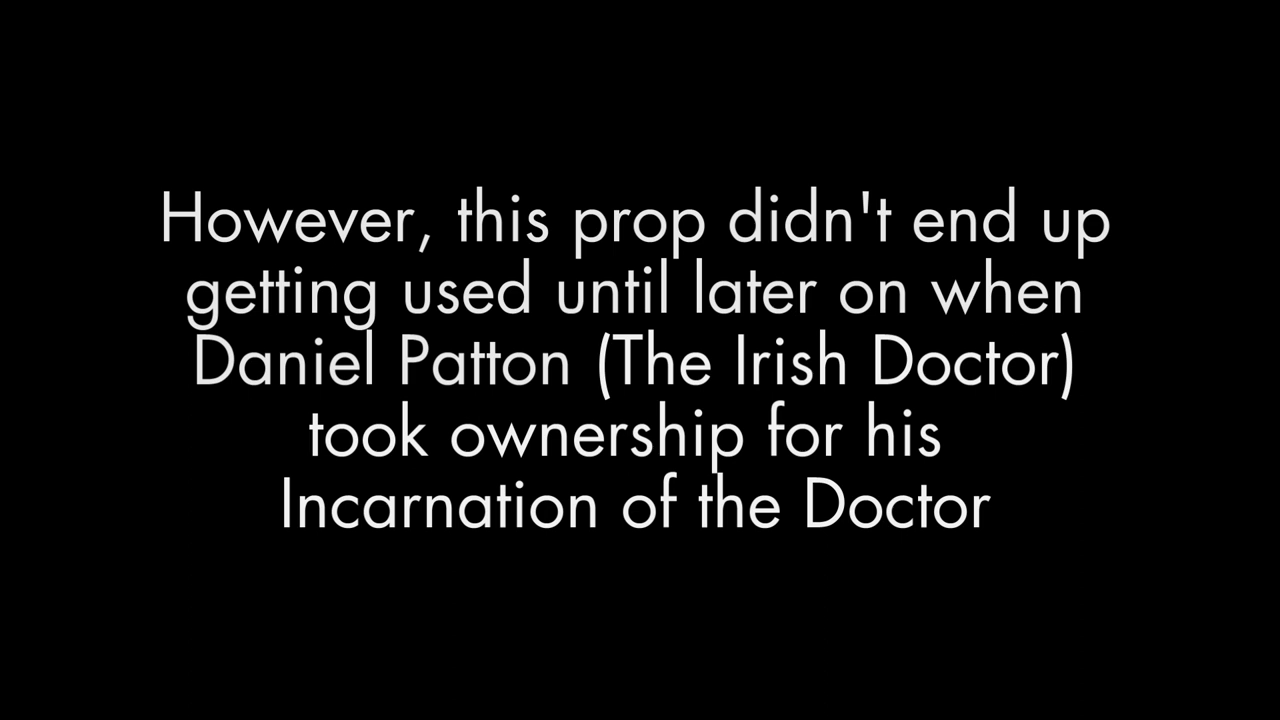 However, this prop didn't end up
getting used until later on when
Daniel Patton (The Irish Doctor)
took ownership for his
Incarnation of the Doctor